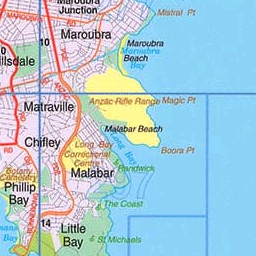 Maroubra
Junction
Mistral Pt
10
Maroubra
Maroubra
Beach
Maroubra
Bay
llsdale
ANZAC
Anzac Rifle Range
Magic Pt
Matraville
Malabar Beach
Chifley
Long Bay
Correctional
Centre
Boora Pt
Botany
Cemetery
Malabar
Randwick
Phillip
Bay
The Coast
14
Little
Bay
St Michaels